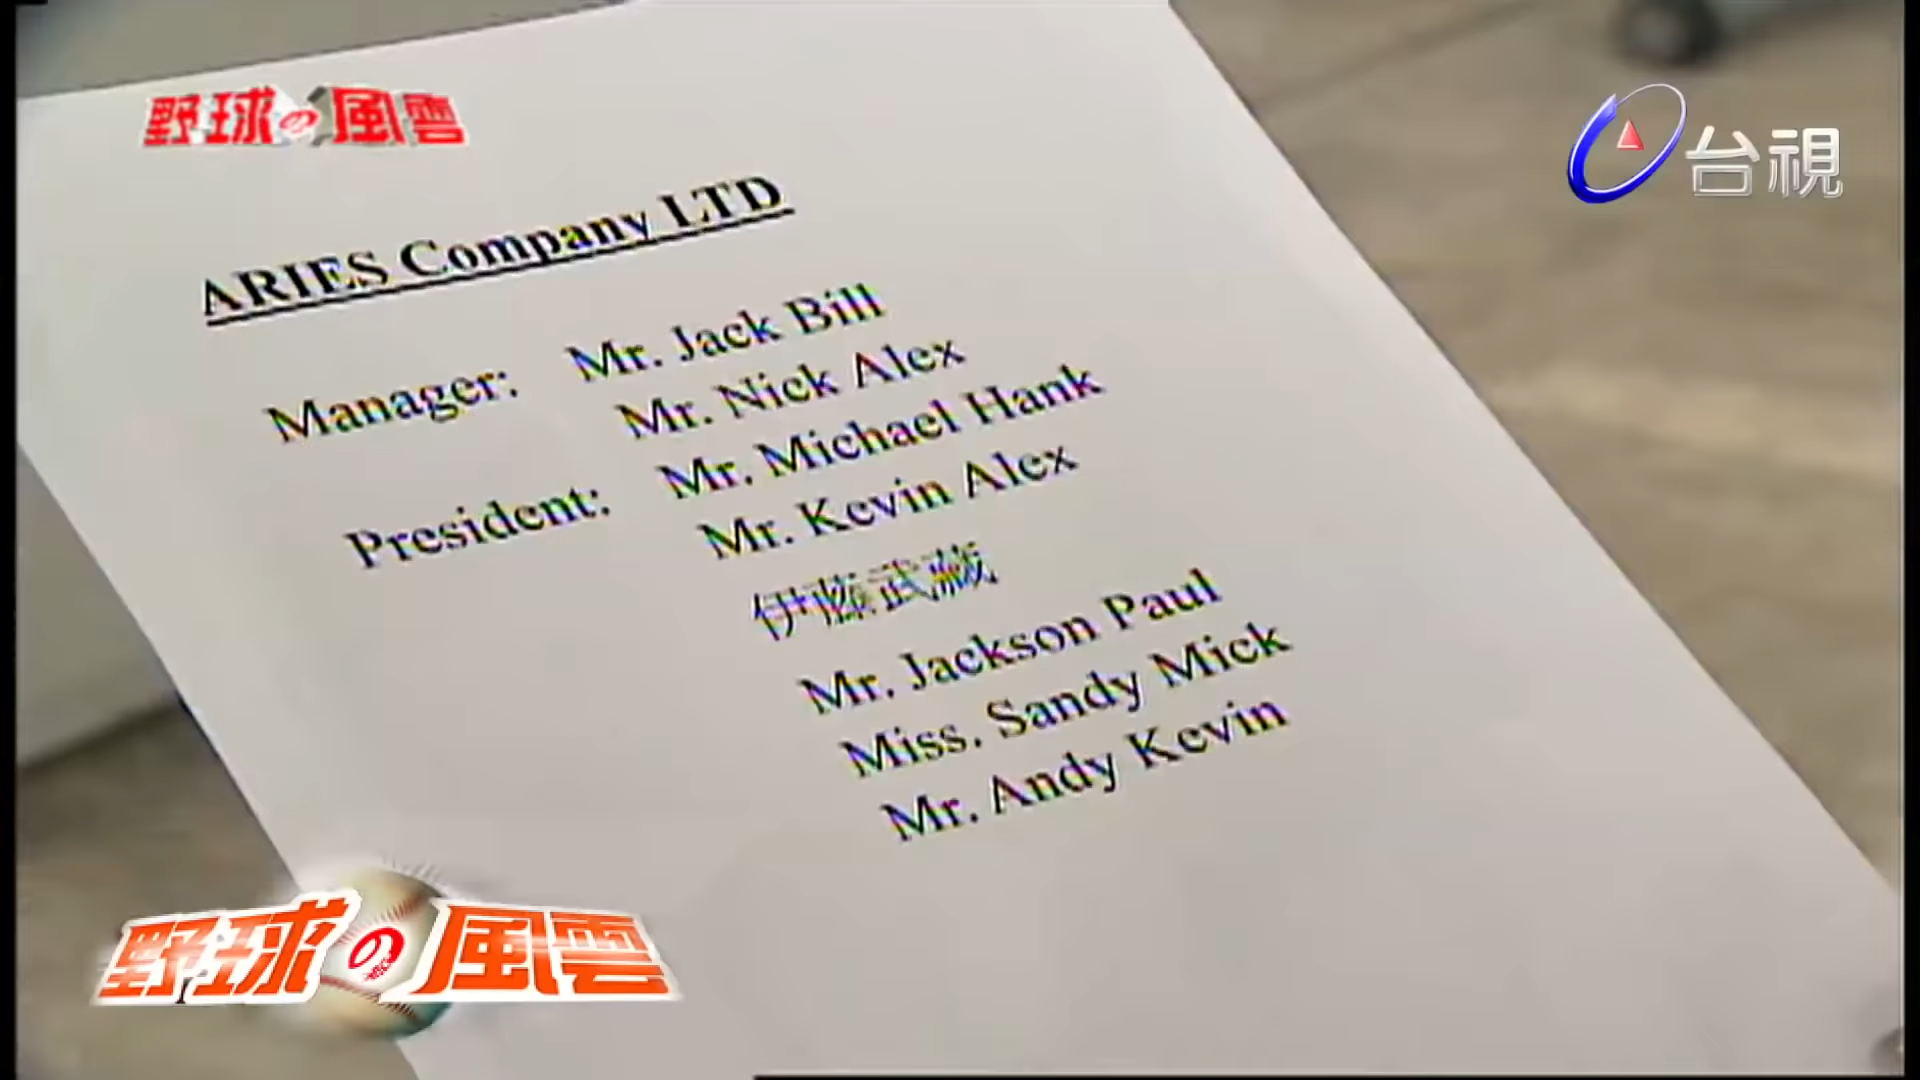 野球の風雲
台視
ARIES Company LTD
Manager: Mr. Jack Bill
Mr. Nick Alex
President: Mr. Michael Hank
Mr. Kevin Alex
伊藤武藏
Mr. Jackson Paul
Miss. Sandy Mick
Mr. Andy Kevin
野球の風雲